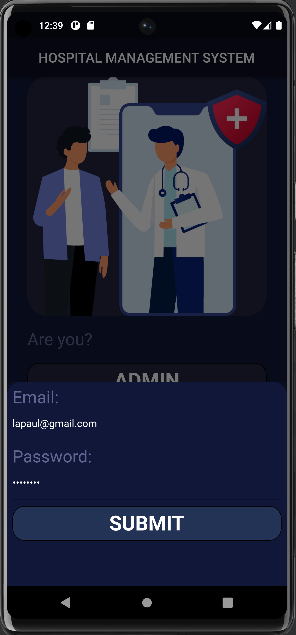 12:39
HOSPITAL MANAGEMENT SYSTEM
Are you?
ADMIN
Email:
lapaul@gmail.com
Password:
••••••••
SUBMIT